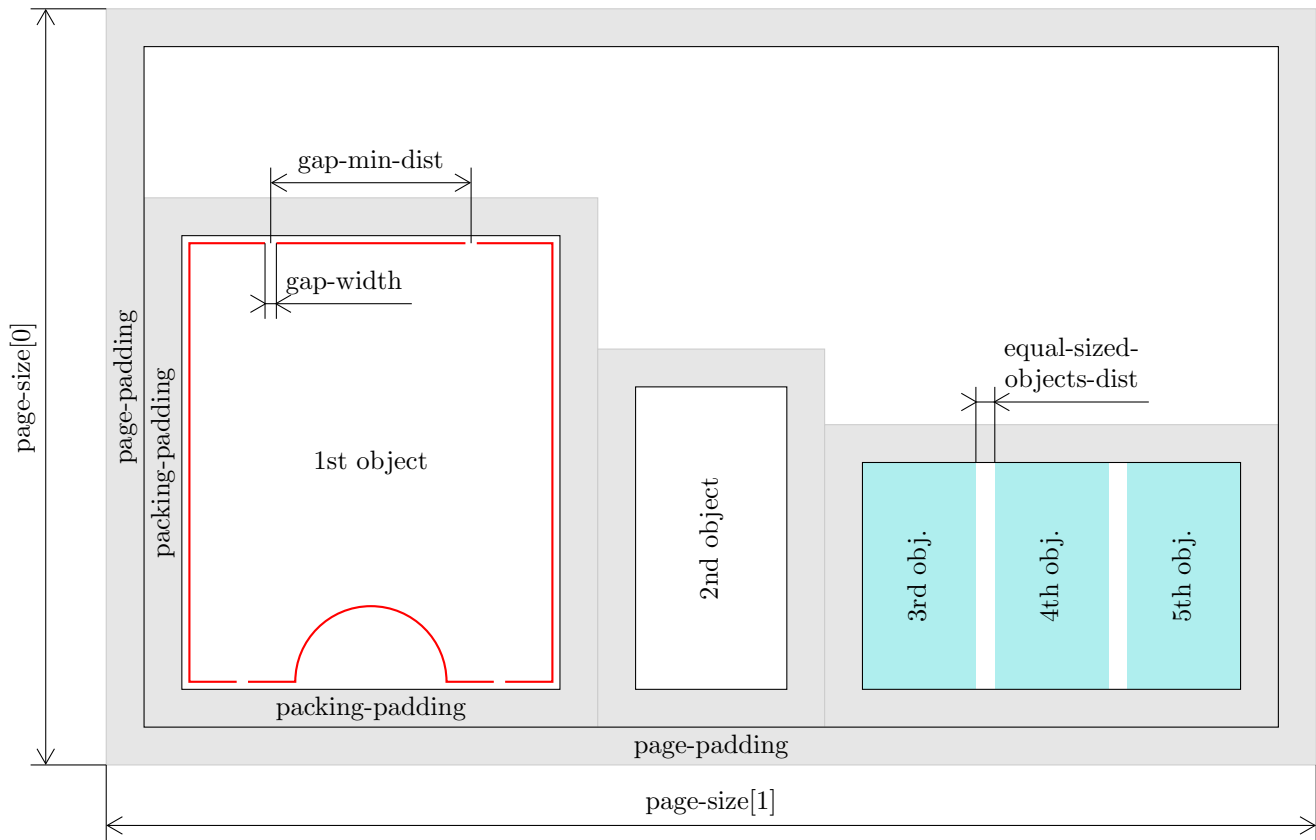 gap-min-dist
gap-width
equal-sized-
objects-dist
page-size[0]
page-padding
packing-padding
1st object
2nd object
3rd obj.
4th obj.
5th obj.
packing-padding
page-padding
page-size[1]